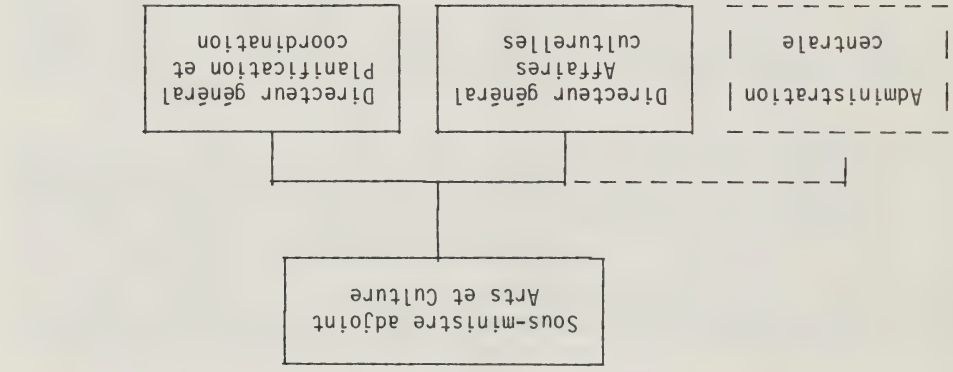 Sous-ministre adjoint
Arts et Culture
Administration
centrale
Directeur général
Affaires
culturelles
Directeur général
Planification et
coordination